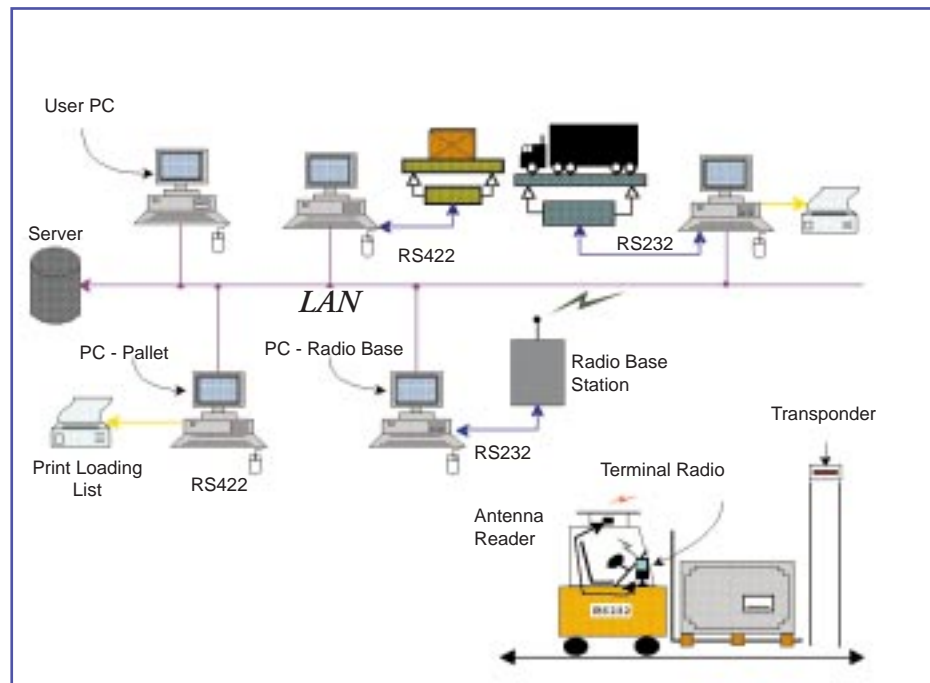 User PC
Server
RS422
RS232
LAN
PC - Pallet
PC - Radio Base
Radio Base
Station
Transponder
Print Loading
List
RS422
RS232
Terminal Radio
Antenna
Reader
RS232